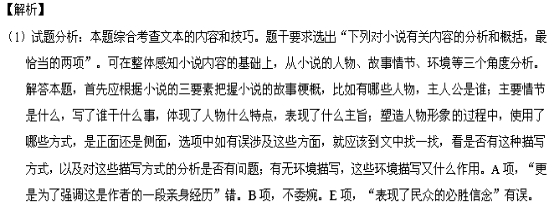 【解析】
（1）试题分析：本题综合考查文本的内容和技巧。题干要求选出“下列对小说有关内容的分析和概括，最
恰当的两项”。可在整体感知小说内容的基础上，从小说的人物、故事情节、环境等三个角度分析。
解答本题，首先应根据小说的三要素把握小说的故事梗概，比如有哪些人物，主人公是谁；主要情节
是什么，写了谁干什么事，体现了人物什么特点，表现了什么主旨；塑造人物形象的过程中，使用了
哪些方式，是正面还是侧面，选项中如有误涉及这些方面，就应该到文中找一找，看是否有这种描写
方式，以及对这些描写方式的分析是否有问题；有无环境描写，这些环境描写又什么作用。A 项，“更
是为了强调这是作者的一段亲身经历”错。B 项，不委婉。E 项，“表现了民众的必胜信念”有误。